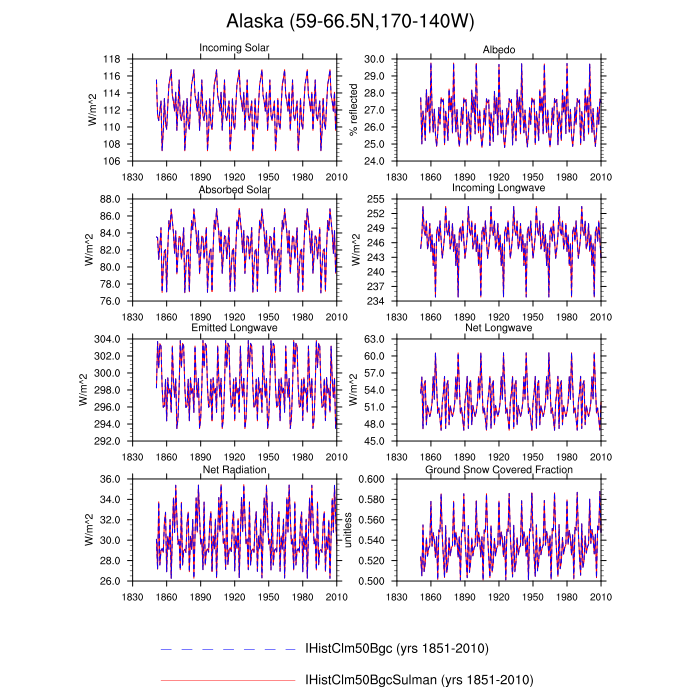 Alaska (59-66.5N,170-140W)
Incoming Solar
W/m^2
118
116
114
112
110
108
106
1830 1860 1890 1920 1950 1980 2010
Albedo
% reflected
30.0
29.0
28.0
27.0
26.0
25.0
24.0
1830 1860 1890 1920 1950 1980 2010
Absorbed Solar
W/m^2
88.0
86.0
84.0
82.0
80.0
78.0
76.0
1830 1860 1890 1920 1950 1980 2010
Incoming Longwave
W/m^2
255
252
249
246
243
240
237
234
1830 1860 1890 1920 1950 1980 2010
Emitted Longwave
W/m^2
304.0
302.0
300.0
298.0
296.0
294.0
292.0
1830 1860 1890 1920 1950 1980 2010
Net Longwave
W/m^2
63.0
60.0
57.0
54.0
51.0
48.0
45.0
1830 1860 1890 1920 1950 1980 2010
Net Radiation
W/m^2
36.0
34.0
32.0
30.0
28.0
26.0
1830 1860 1890 1920 1950 1980 2010
Ground Snow Covered Fraction
unitless
0.600
0.580
0.560
0.540
0.520
0.500
1830 1860 1890 1920 1950 1980 2010
IHistClm50Bgc (yrs 1851-2010)
IHistClm50BgcSulman (yrs 1851-2010)